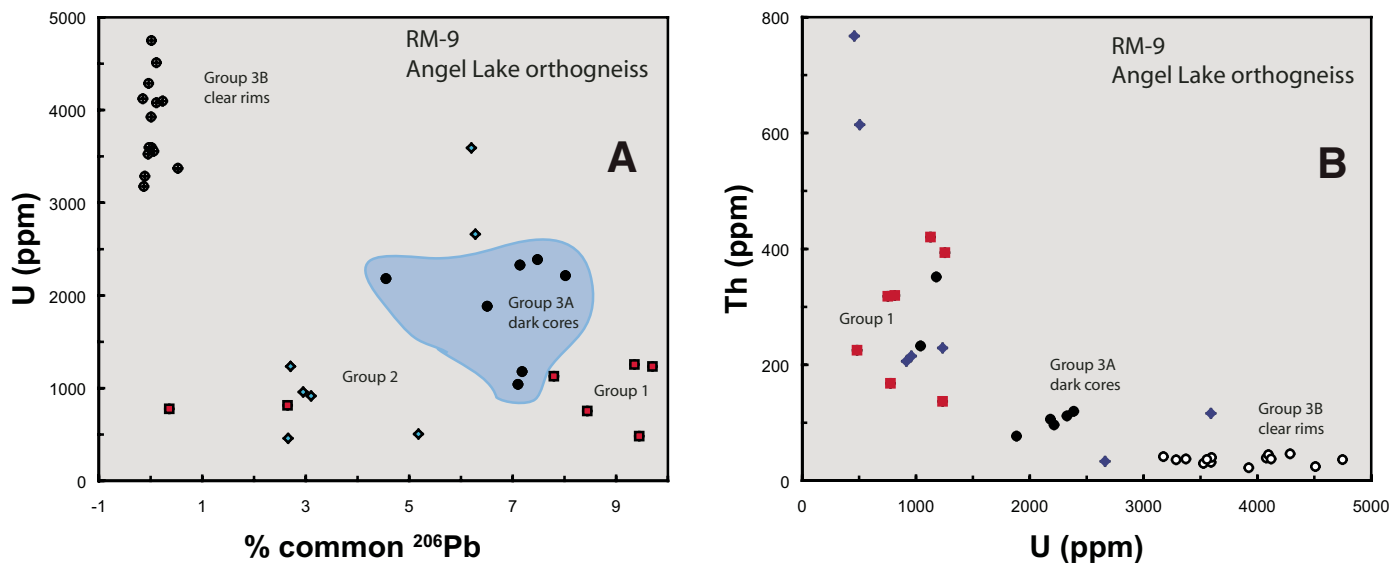 5000
4000
3000
2000
1000
0
-1
1
3
5
7
9
U (ppm)
% common ²⁰⁶Pb
RM-9
Angel Lake orthogneiss
Group 3B
clear rims
A
Group 3A
dark cores
Group 2
Group 1
800
600
400
200
0
0
1000
2000
3000
4000
5000
Th (ppm)
U (ppm)
RM-9
Angel Lake orthogneiss
B
Group 1
Group 3A
dark cores
Group 3B
clear rims